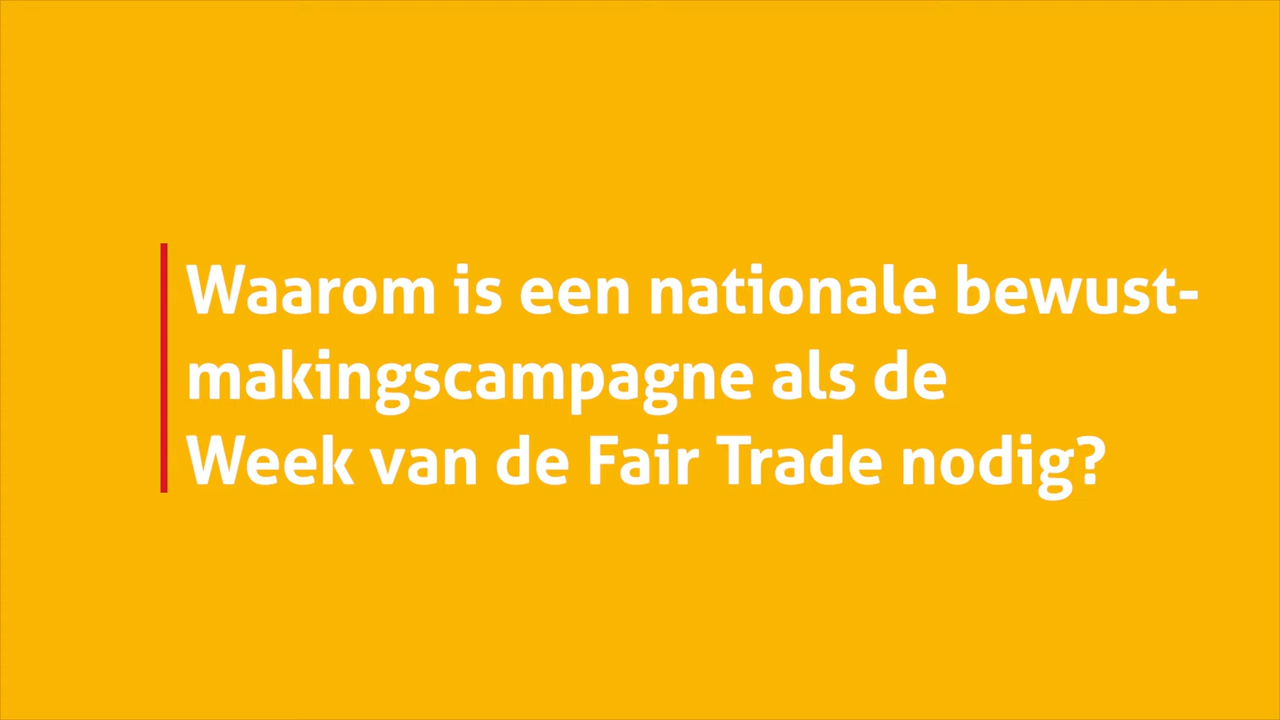 Waarom is een nationale bewust-
makingscampagne als de
Week van de Fair Trade nodig?